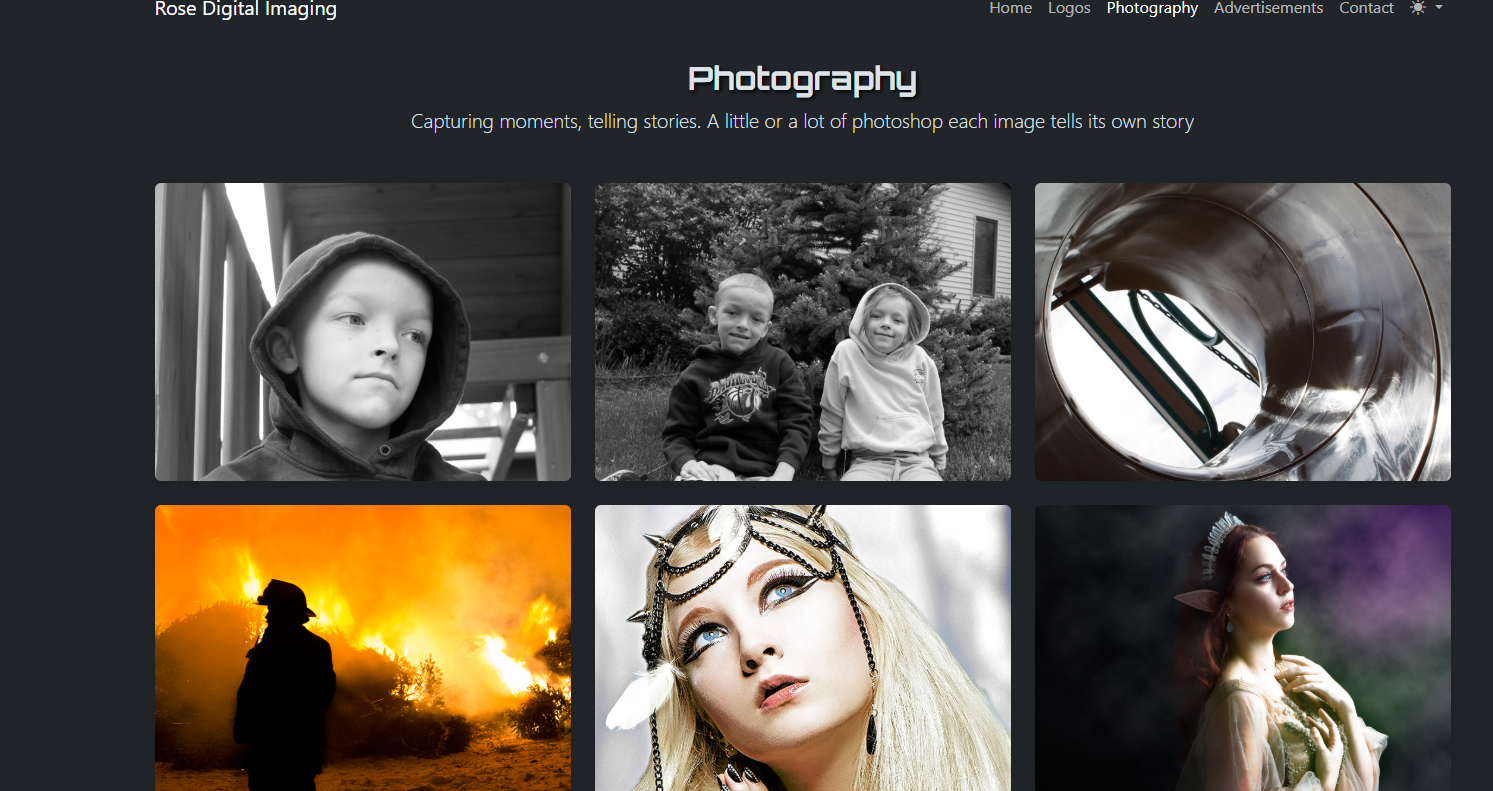 Rose Digital Imaging
Home Logos Photography Advertisements Contact
Photography
Capturing moments, telling stories. A little or a lot of photoshop each image tells its own story